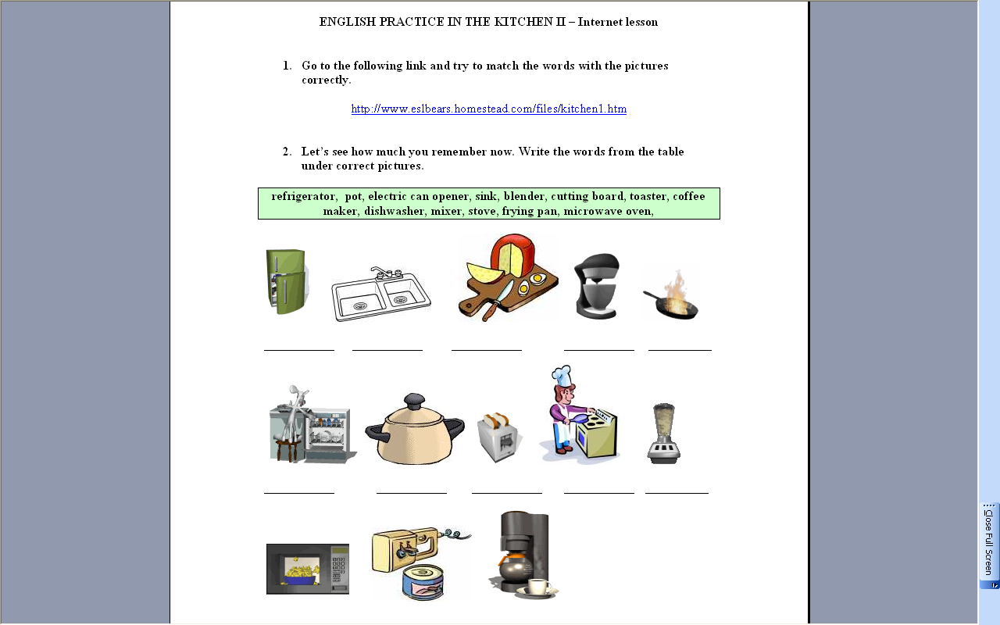 ENGLISH PRACTICE IN THE KITCHEN II – Internet lesson
1. Go to the following link and try to match the words with the pictures
correctly.
http://www.eslbears.homestead.com/files/kitchen1.htm
2. Let’s see how much you remember now. Write the words from the table
under correct pictures.
refrigerator, pot, electric can opener, sink, blender, cutting board, toaster, coffee
maker, dishwasher, mixer, stove, frying pan, microwave oven,
Close Full Screen